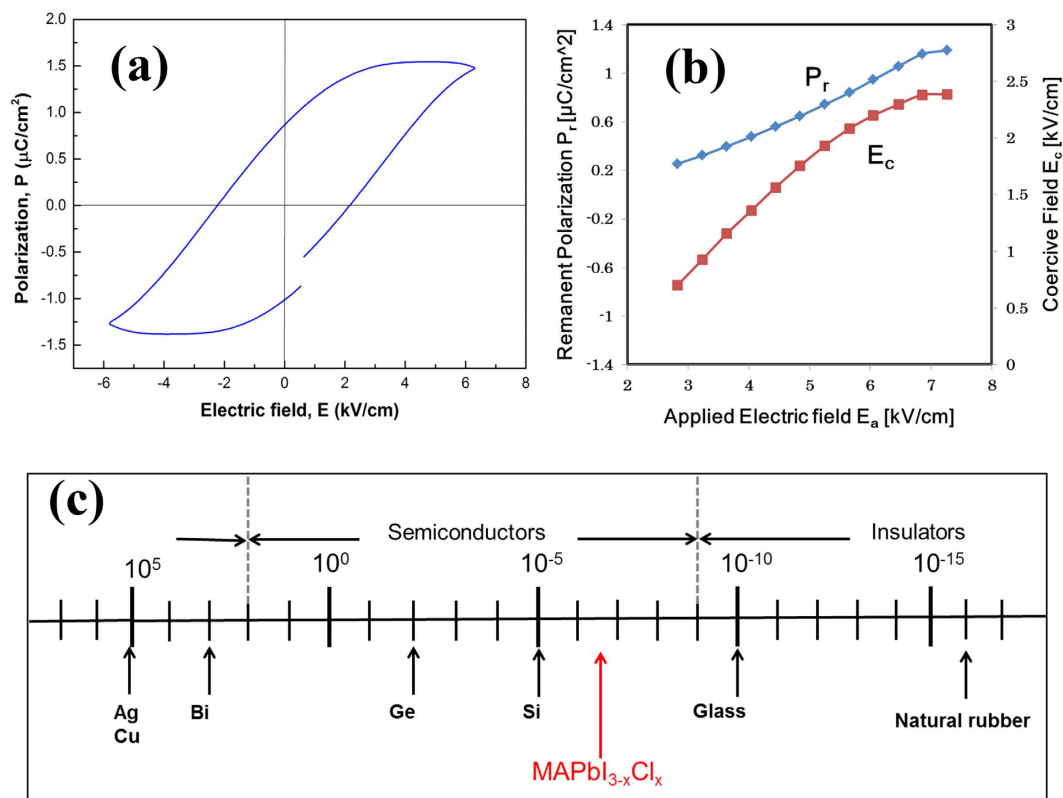 (a)
2.0
1.5
1.0
0.5
0.0
-0.5
-1.0
-1.5
Polarization, P (μC/cm²)
-6 -4 -2 0 2 4 6 8
Electric field, E (kV/cm)
(b)
1.4
1
0.6
0.2
-0.2
-0.6
-1
-1.4
Remanent Polarization Pᵣ [μC/cm^2]
Pᵣ
E_c
3
2.5
2
1.5
1
0.5
0
Coercive Field E_c [kV/cm]
2 3 4 5 6 7 8
Applied Electric field Eₐ [kV/cm]
(c)
Semiconductors Insulators
10⁵ 10⁰ 10⁻⁵ 10⁻¹⁰ 10⁻¹⁵
Ag Bi Ge Si Glass Natural rubber
Cu
MAPbI₃₋ₓClₓ